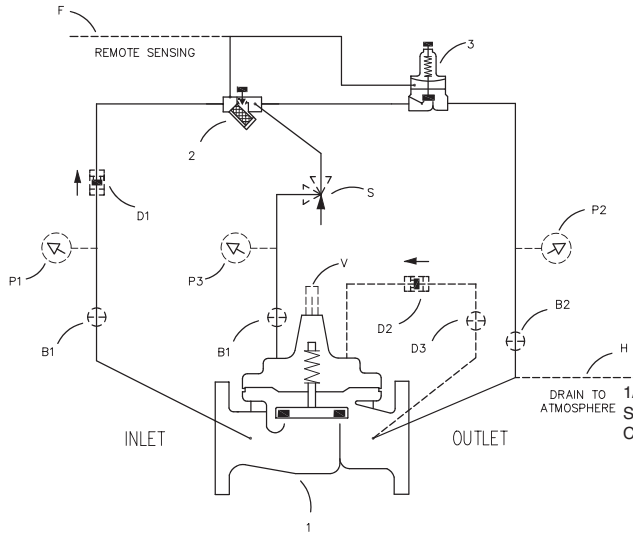 F
REMOTE SENSING
3
2
D1
S
P1
P3
P2
V
D2
D3
B1
B1
B2
H
DRAIN TO
ATMOSPHERE
1
S
C
INLET
OUTLET
1